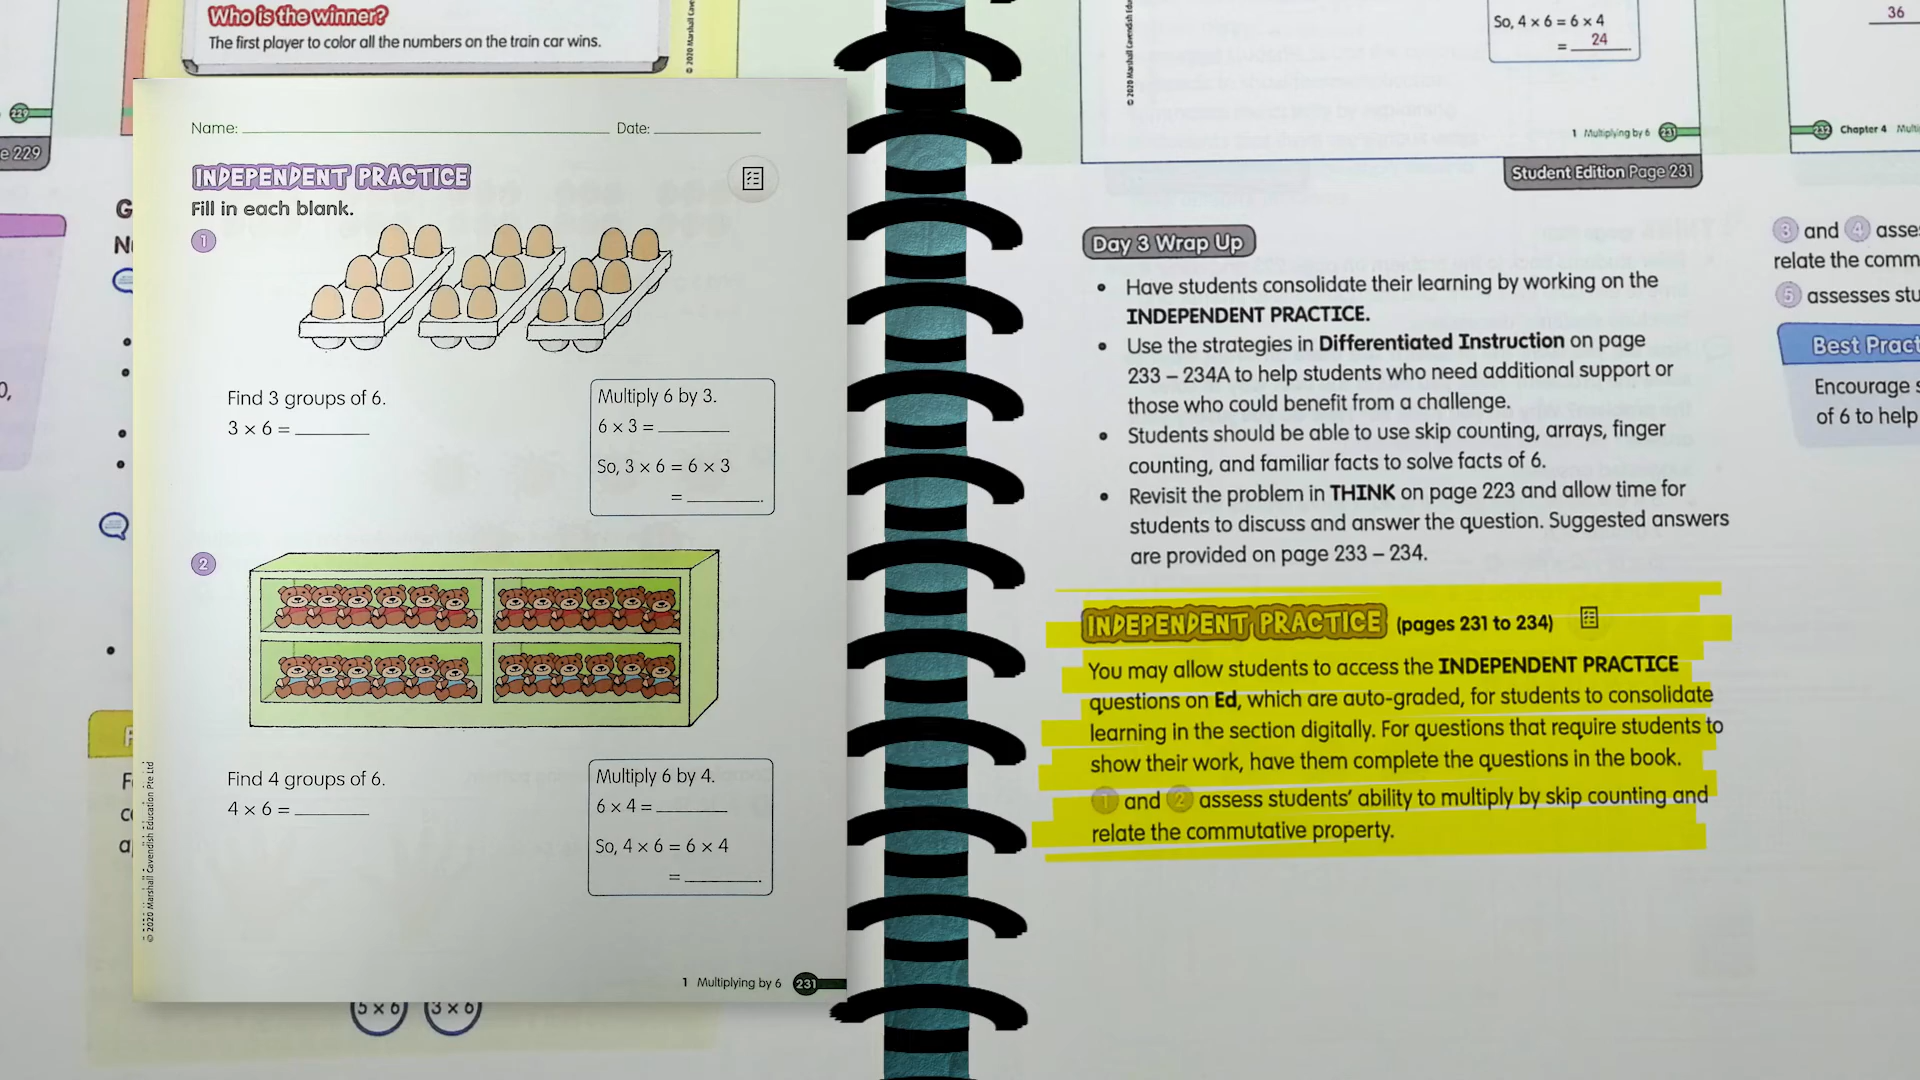 Who is the winner?
The first player to color all the numbers on the train car wins.
229
e 229
Name: Date:
INDEPENDENT PRACTICE
Fill in each blank.
1
Find 3 groups of 6.
3 × 6 =
Multiply 6 by 3.
6 × 3 =
So, 3 × 6 = 6 × 3
= .
2
Find 4 groups of 6.
4 × 6 =
Multiply 6 by 4.
6 × 4 =
So, 4 × 6 = 6 × 4
= .
© 2020 Marshall Cavendish Education Pte Ltd
1 Multiplying by 6 231
5 × 6 3 × 6
So, 4 × 6 = 6 × 4
= 24.
36
1 Multiplying by 6 231
Student Edition Page 231
232 Chapter 4
Day 3 Wrap Up
• Have students consolidate their learning by working on the
INDEPENDENT PRACTICE.
• Use the strategies in Differentiated Instruction on page
233 – 234A to help students who need additional support or
those who could benefit from a challenge.
• Students should be able to use skip counting, arrays, finger
counting, and familiar facts to solve facts of 6.
• Revisit the problem in THINK on page 223 and allow time for
students to discuss and answer the question. Suggested answers
are provided on page 233 – 234.
INDEPENDENT PRACTICE (pages 231 to 234)
You may allow students to access the INDEPENDENT PRACTICE
questions on Ed, which are auto-graded, for students to consolidate
learning in the section digitally. For questions that require students to
show their work, have them complete the questions in the book.
1 and 2 assess students' ability to multiply by skip counting and
relate the commutative property.
3 and 4 asse
relate the comm
5 assesses stu
Best Pract
Encourage s
of 6 to help